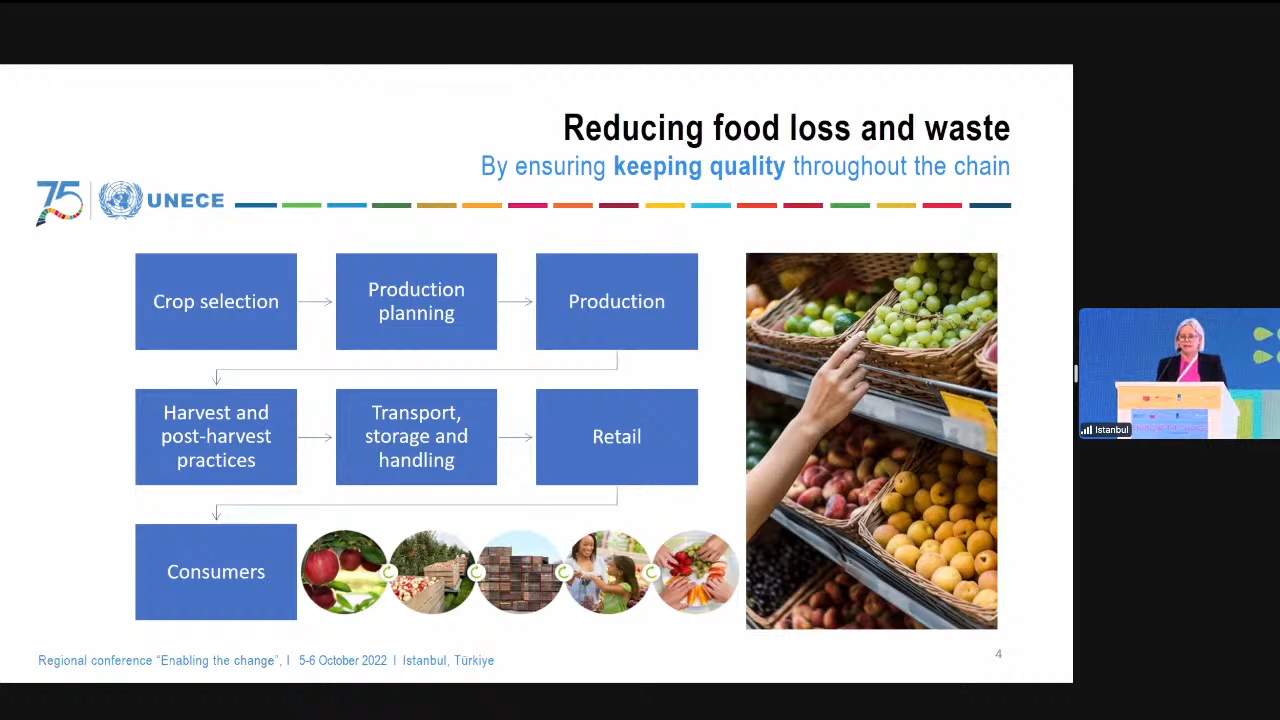 Reducing food loss and waste
By ensuring keeping quality throughout the chain
75
UNECE
Crop selection
Production
planning
Production
Harvest and
post-harvest
practices
Transport,
storage and
handling
Retail
Consumers
Regional conference “Enabling the change”, I 5-6 October 2022 I Istanbul, Türkiye
4
Istanbul